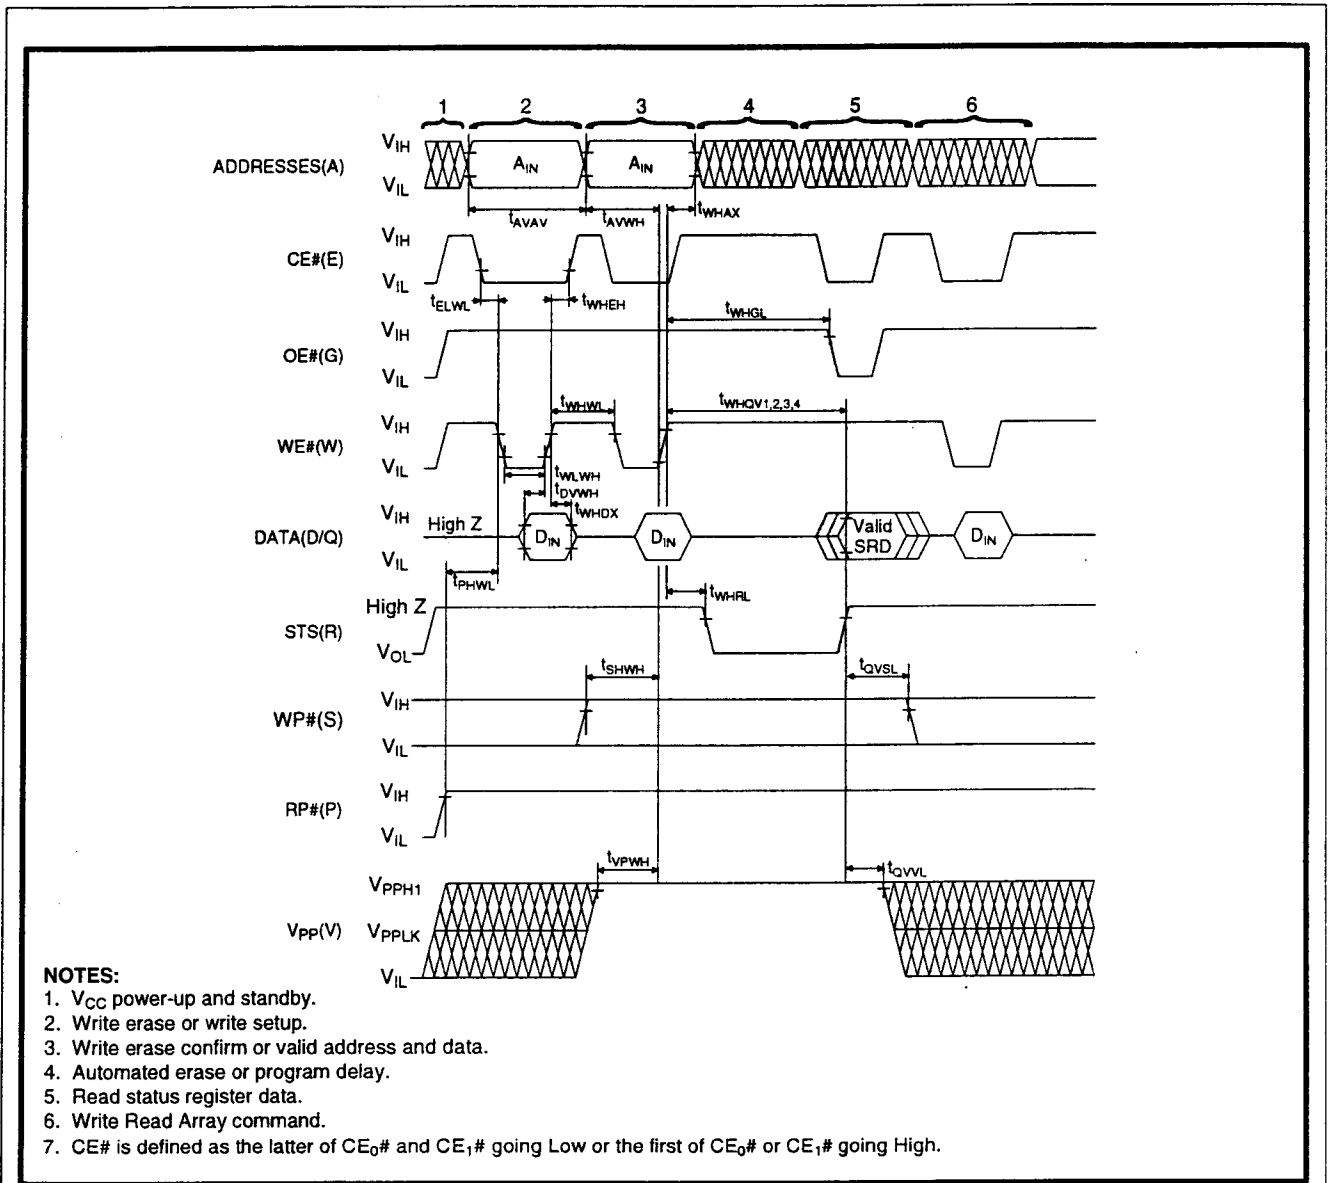 1 2 3 4 5 6
ADDRESSES(A) VIH VIL AIN AIN
tAVAV tAVWH tWHAX
CE#(E) VIH VIL
tELWL tWHEH tWHGL
OE#(G) VIH VIL
tWHWL tWHQV1,2,3,4
WE#(W) VIH VIL
tWLWH
tDVWH
tWHDX
DATA(D/Q) VIH VIL High Z DIN DIN Valid SRD DIN
tPHWL tWHRL
STS(R) High Z VOL
tSHWH tQVSL
WP#(S) VIH VIL
RP#(P) VIH VIL
tVPWH tQVVL
VPP(V) VPPH1 VPPLK VIL
NOTES:
1. VCC power-up and standby.
2. Write erase or write setup.
3. Write erase confirm or valid address and data.
4. Automated erase or program delay.
5. Read status register data.
6. Write Read Array command.
7. CE# is defined as the latter of CE0# and CE1# going Low or the first of CE0# or CE1# going High.